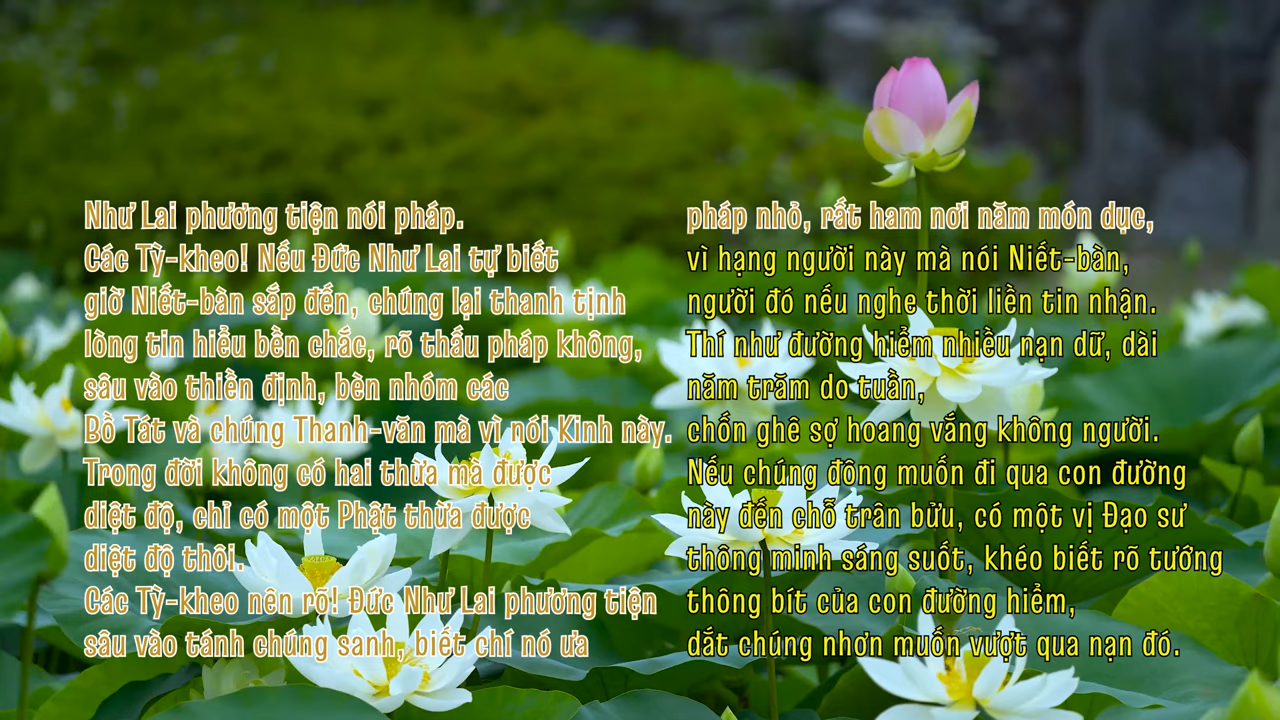 Như Lai phương tiện nói pháp.
Các Tỳ-kheo! Nếu Đức Như Lai tự biết
giờ Niết-bàn sắp đến, chúng lại thanh tịnh
lòng tin hiểu bền chắc, rõ thấu pháp không,
sâu vào thiền định, bèn nhóm các
Bồ Tát và chúng Thanh-văn mà vì nói Kinh này.
Trong đời không có hai thừa mà được
diệt độ, chỉ có một Phật thừa được
diệt độ thôi.
Các Tỳ-kheo nên rõ! Đức Như Lai phương tiện
sâu vào tánh chúng sanh, biết chí nó ưa
pháp nhỏ, rất ham nơi năm món dục,
vì hạng người này mà nói Niết-bàn,
người đó nếu nghe thời liền tin nhận.
Thí như đường hiểm nhiều nạn dữ, dài
năm trăm do tuần,
chốn ghê sợ hoang vắng không người.
Nếu chúng đông muốn đi qua con đường
này đến chỗ trân bửu, có một vị Đạo sư
thông minh sáng suốt, khéo biết rõ tướng
thông bít của con đường hiểm,
dắt chúng nhơn muốn vượt qua nạn đó.